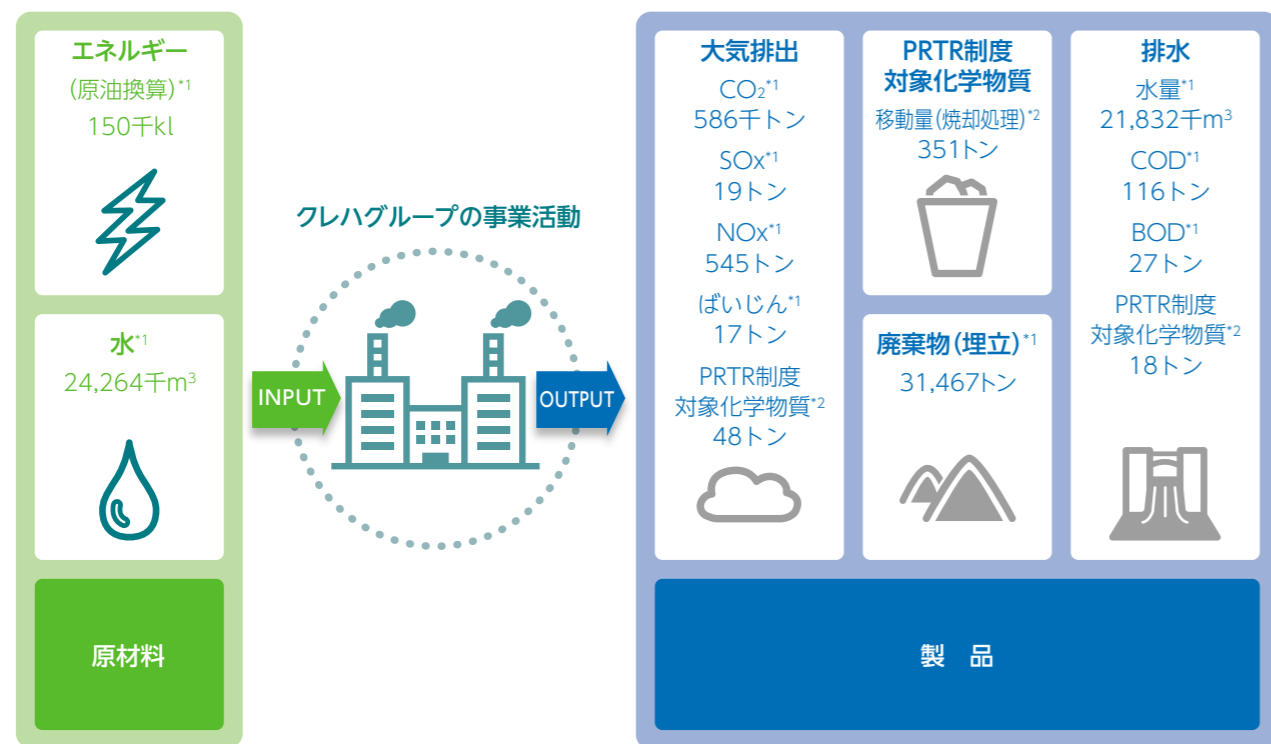 エネルギー
(原油換算)*1
150千kl
水*1
24,264千m³
原材料
クレハグループの事業活動
INPUT
OUTPUT
大気排出
CO₂*1
586千トン
SOx*1
19トン
NOx*1
545トン
ばいじん*1
17トン
PRTR制度
対象化学物質*2
48トン
PRTR制度
対象化学物質
移動量(焼却処理)*2
351トン
廃棄物(埋立)*1
31,467トン
排水
水量*1
21,832千m³
COD*1
116トン
BOD*1
27トン
PRTR制度
対象化学物質*2
18トン
製 品